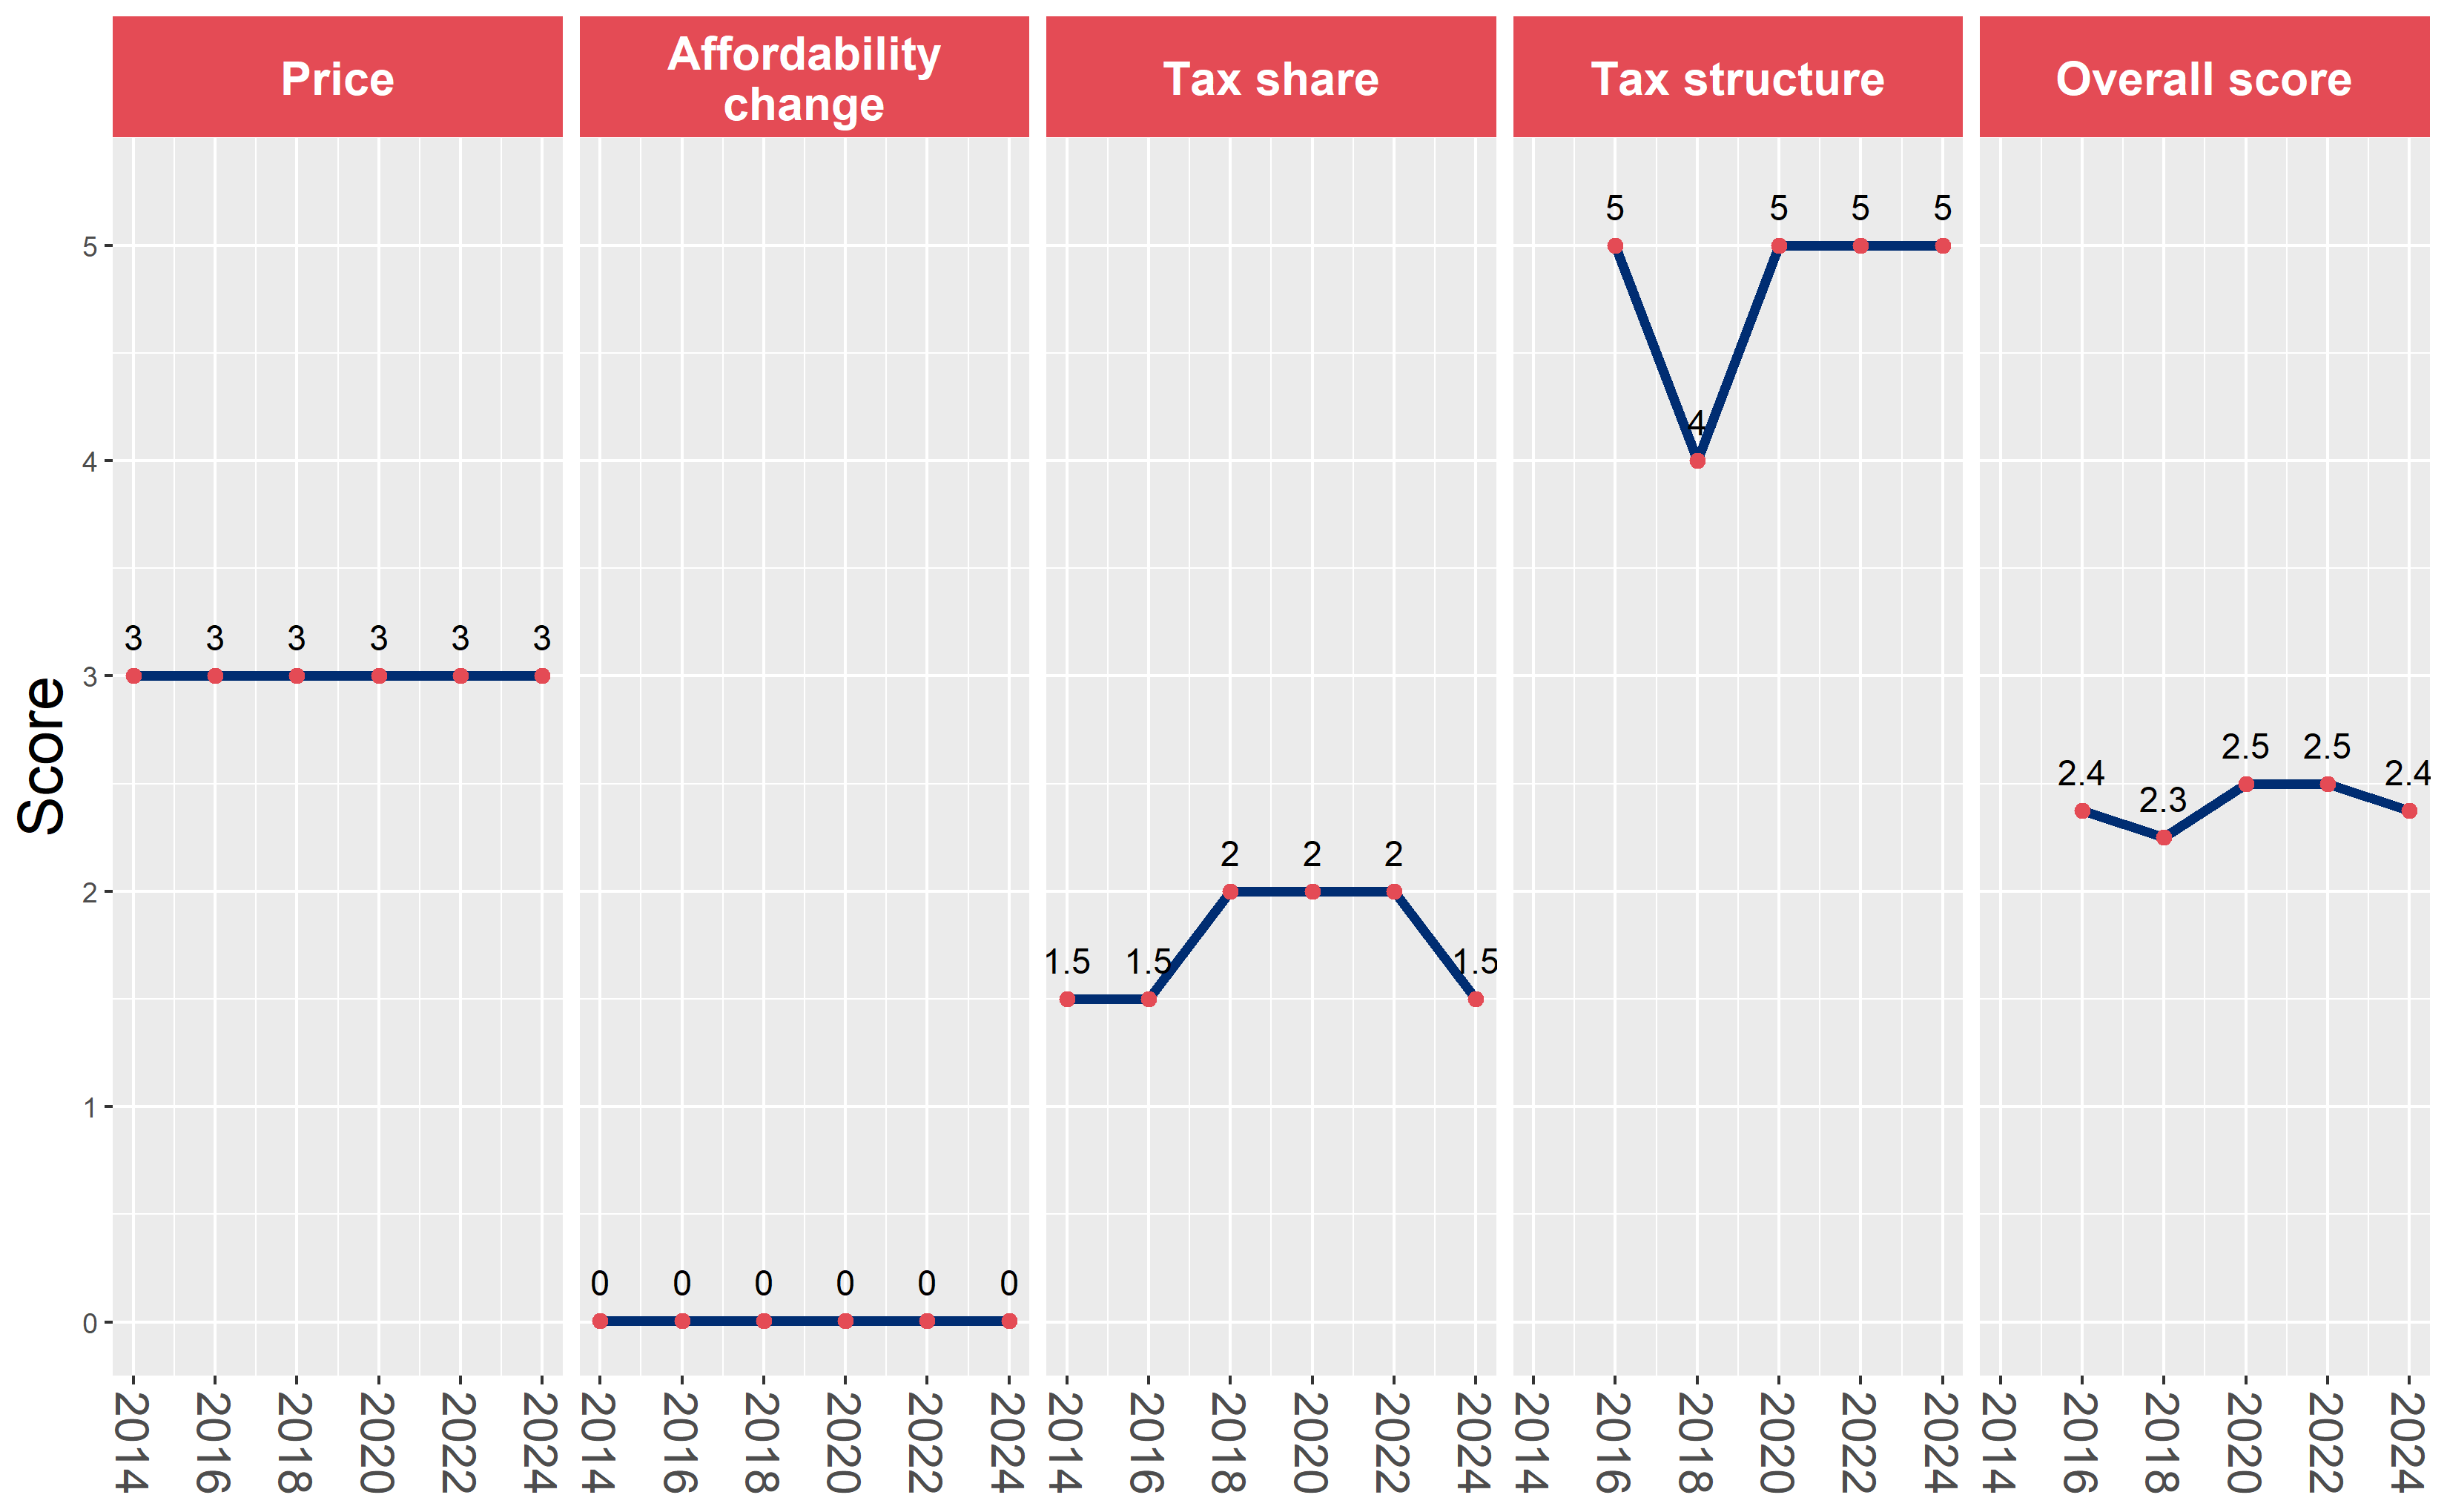 Price
Affordability
change
Tax share
Tax structure
Overall score
Score
5
4
3
2
1
0
3 3 3 3 3 3
0 0 0 0 0 0
1.5 1.5 2 2 2 1.5
5 4 5 5 5
2.4 2.3 2.5 2.5 2.4
2014 2016 2018 2020 2022 2024
2014 2016 2018 2020 2022 2024
2014 2016 2018 2020 2022 2024
2014 2016 2018 2020 2022 2024
2014 2016 2018 2020 2022 2024